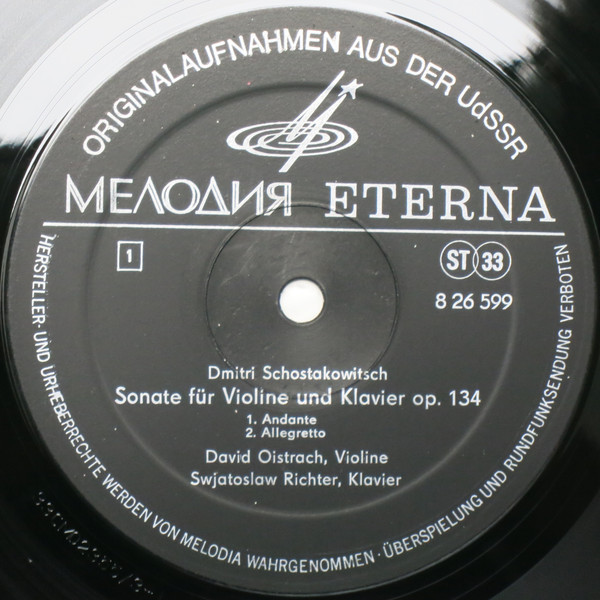 ORIGINALAUFNAHMEN AUS DER UdSSR
МЕЛОДИЯ ETERNA
1
ST 33
8 26 599
Dmitri Schostakowitsch
Sonate für Violine und Klavier op. 134
1. Andante
2. Allegretto
David Oistrach, Violine
Swjatoslaw Richter, Klavier
HERSTELLER- UND URHEBERRECHTE WERDEN VON MELODIA WAHRGENOMMEN · ÜBERSPIELUNG UND RUNDFUNKSENDUNG VERBOTEN